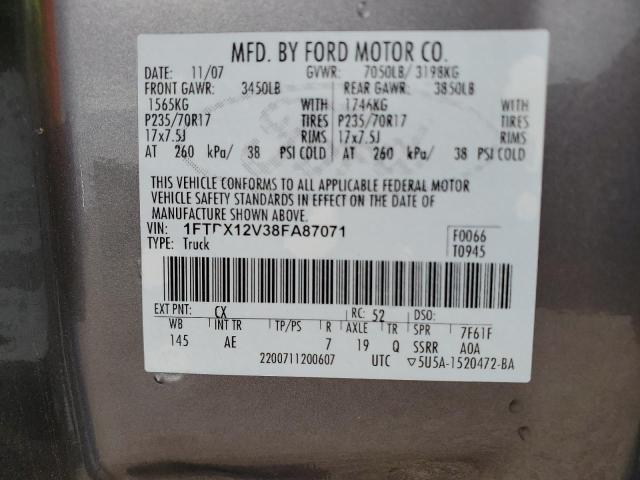 MFD. BY FORD MOTOR CO.
DATE: 11/07 GVWR: 7050LB/ 3198KG
FRONT GAWR: 3450LB REAR GAWR: 3850LB
1565KG WITH 1746KG WITH
P235/70R17 TIRES P235/70R17 TIRES
17x7.5J RIMS 17x7.5J RIMS
AT 260 kPa/ 38 PSI COLD AT 260 kPa/ 38 PSI COLD
THIS VEHICLE CONFORMS TO ALL APPLICABLE FEDERAL MOTOR
VEHICLE SAFETY STANDARDS IN EFFECT ON THE DATE OF
MANUFACTURE SHOWN ABOVE.
VIN: 1FTPX12V38FA87071 F0066
TYPE: Truck T0945
EXT PNT: CX RC: 52 DSO:
WB INT TR TP/PS R AXLE TR SPR 7F61F
145 AE 7 19 Q SSRR A0A
2200711200607 UTC ▽5U5A-1520472-BA